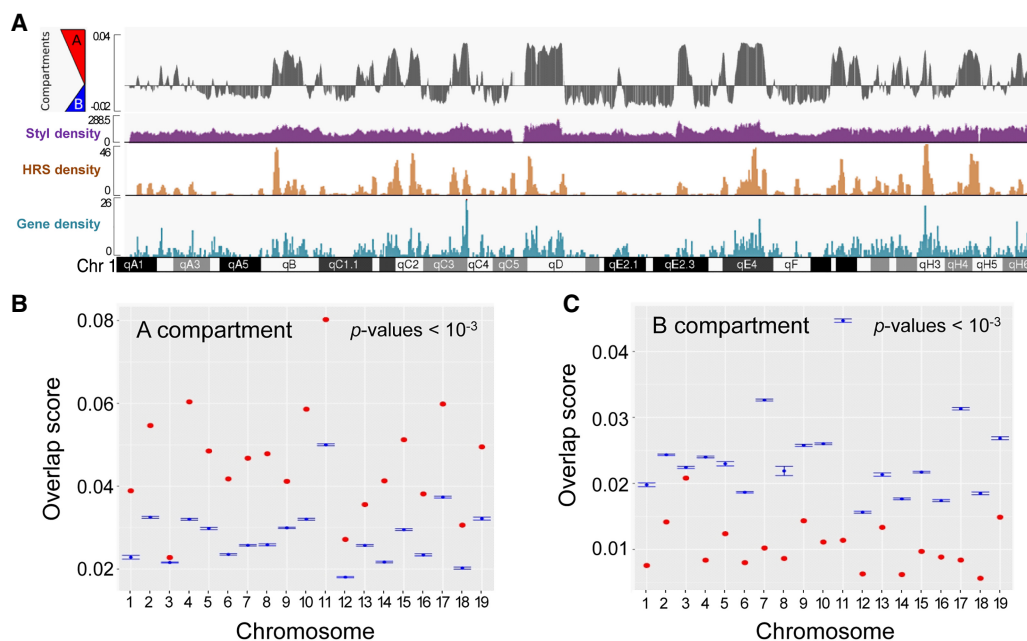 A
Compartments
A
B
0.04
-0.02
StyI density
288.5
0
HRS density
46
0
Gene density
26
0
Chr 1 qA1 qA3 qA5 qB qC1.1 qC2 qC3 qC4 qC5 qD qE2.1 qE2.3 qE4 qF qH3 qH4 qH5 qH6
B
A compartment
p-values < 10-3
Overlap score
0.08
0.06
0.04
0.02
1 2 3 4 5 6 7 8 9 10 11 12 13 14 15 16 17 18 19
Chromosome
C
B compartment
p-values < 10-3
Overlap score
0.04
0.03
0.02
0.01
1 2 3 4 5 6 7 8 9 10 11 12 13 14 15 16 17 18 19
Chromosome